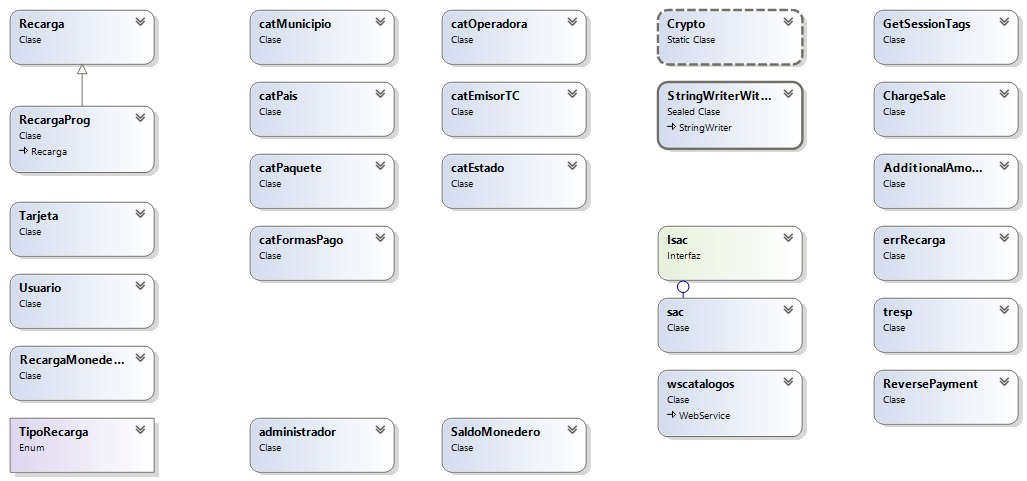 Recarga
Clase
RecargaProg
Clase
Recarga
Tarjeta
Clase
Usuario
Clase
RecargaMonede...
Clase
TipoRecarga
Enum
catMunicipio
Clase
catPais
Clase
catPaquete
Clase
catFormasPago
Clase
administrador
Clase
catOperadora
Clase
catEmisorTC
Clase
catEstado
Clase
SaldoMonedero
Clase
Crypto
Static Clase
StringWriterWit...
Sealed Clase
StringWriter
Isac
Interfaz
sac
Clase
wscatalogos
Clase
WebService
GetSessionTags
Clase
ChargeSale
Clase
AdditionalAmo...
Clase
errRecarga
Clase
tresp
Clase
ReversePayment
Clase